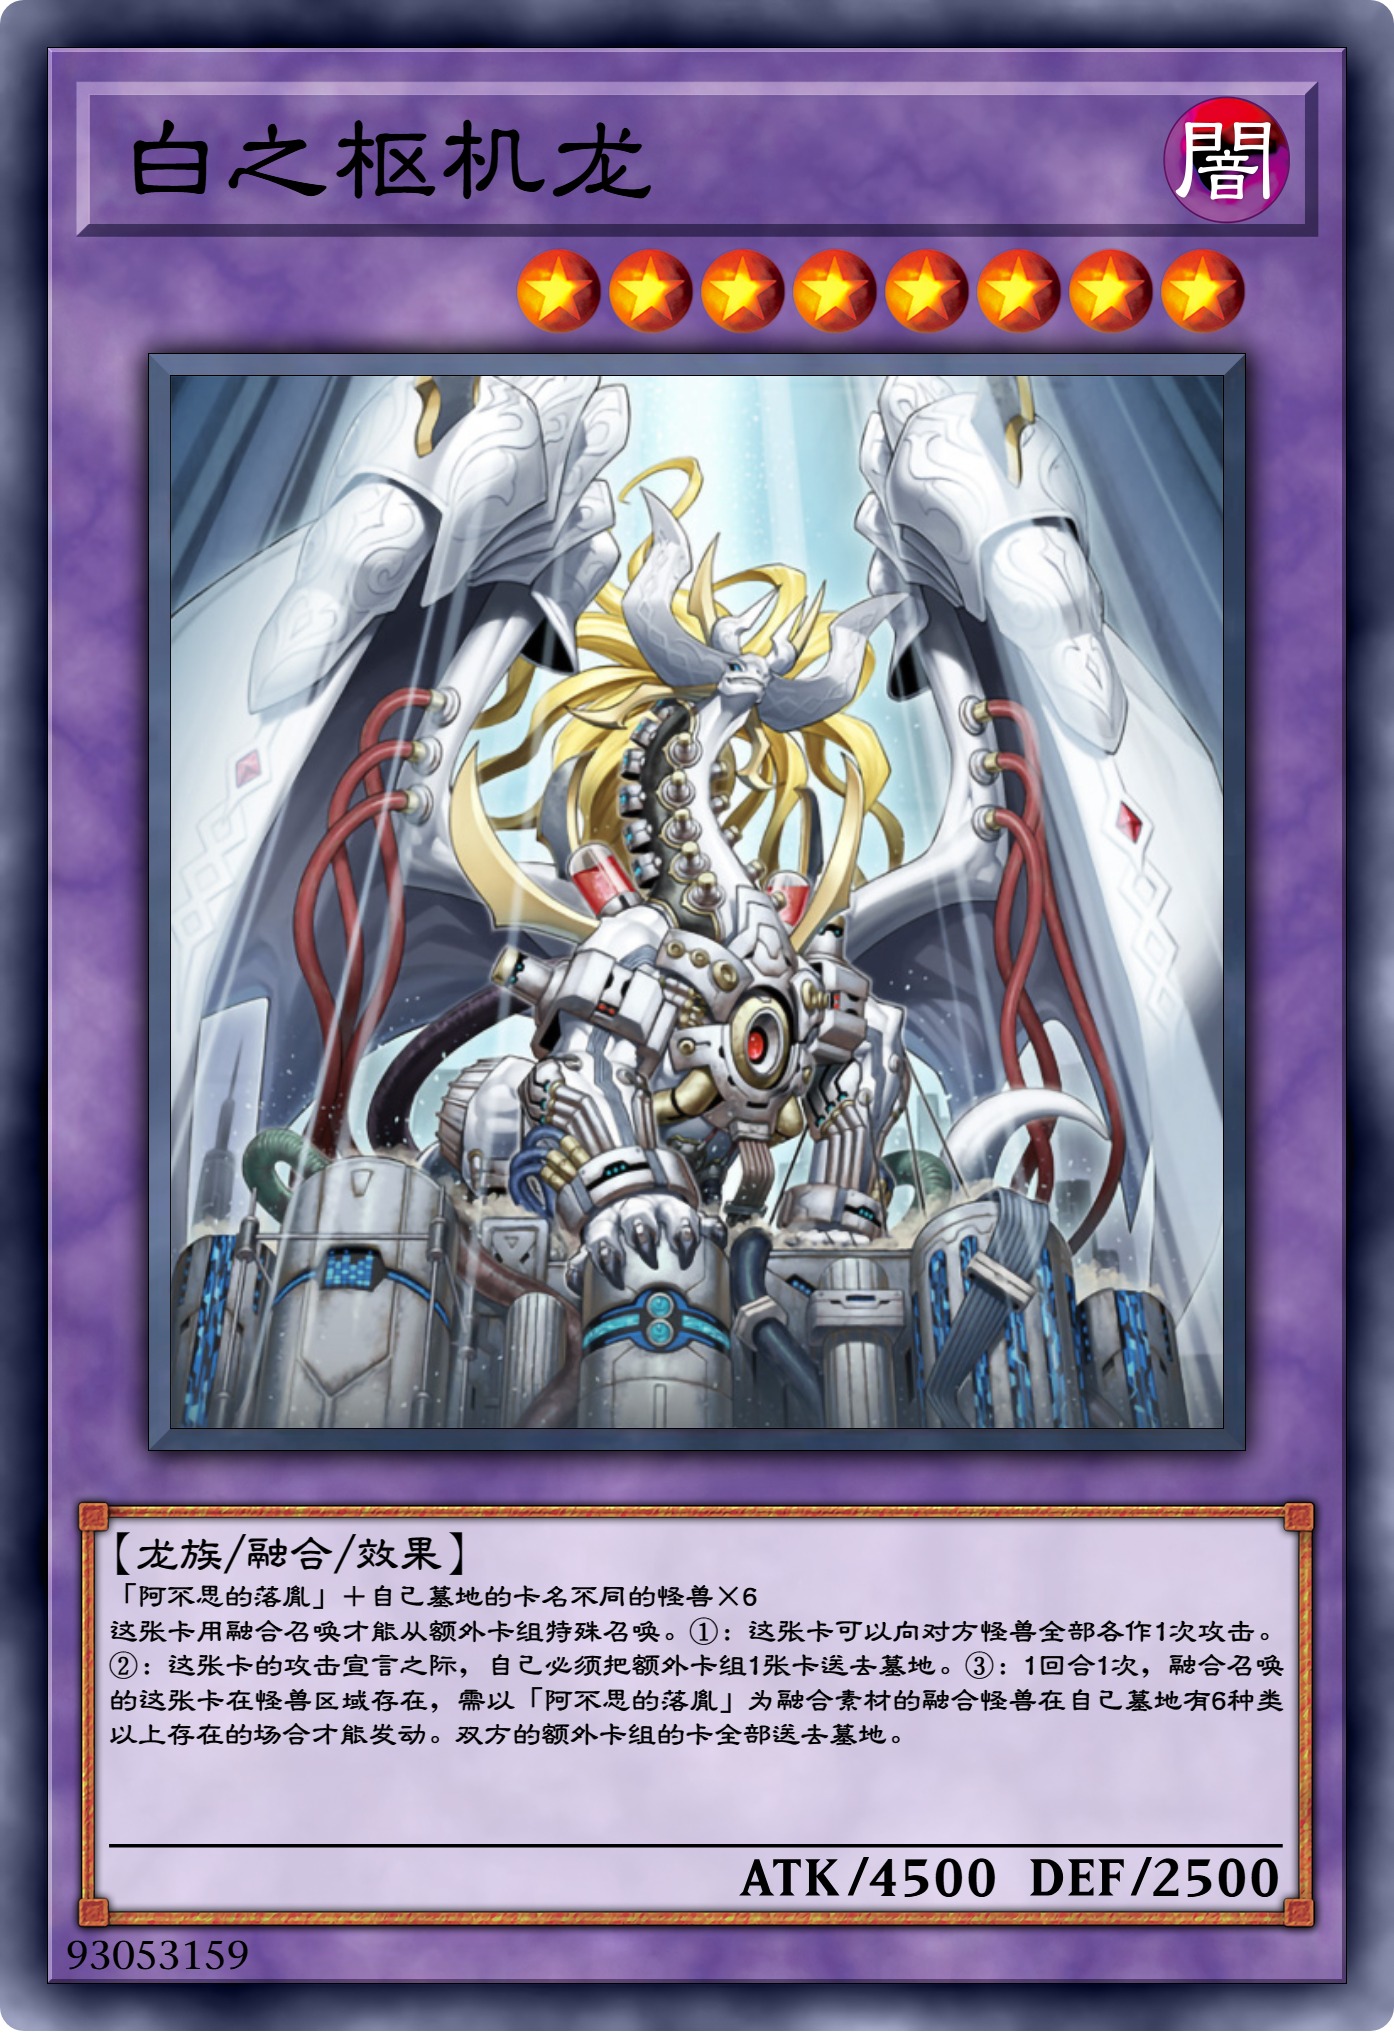 白之枢机龙
闇
【龙族/融合/效果】
「阿不思的落胤」＋自己墓地的卡名不同的怪兽×6
这张卡用融合召唤才能从额外卡组特殊召唤。①：这张卡可以向对方怪兽全部各作1次攻击。
②：这张卡的攻击宣言之际，自己必须把额外卡组1张卡送去墓地。③：1回合1次，融合召唤
的这张卡在怪兽区域存在，需以「阿不思的落胤」为融合素材的融合怪兽在自己墓地有6种类
以上存在的场合才能发动。双方的额外卡组的卡全部送去墓地。
ATK/4500 DEF/2500
93053159